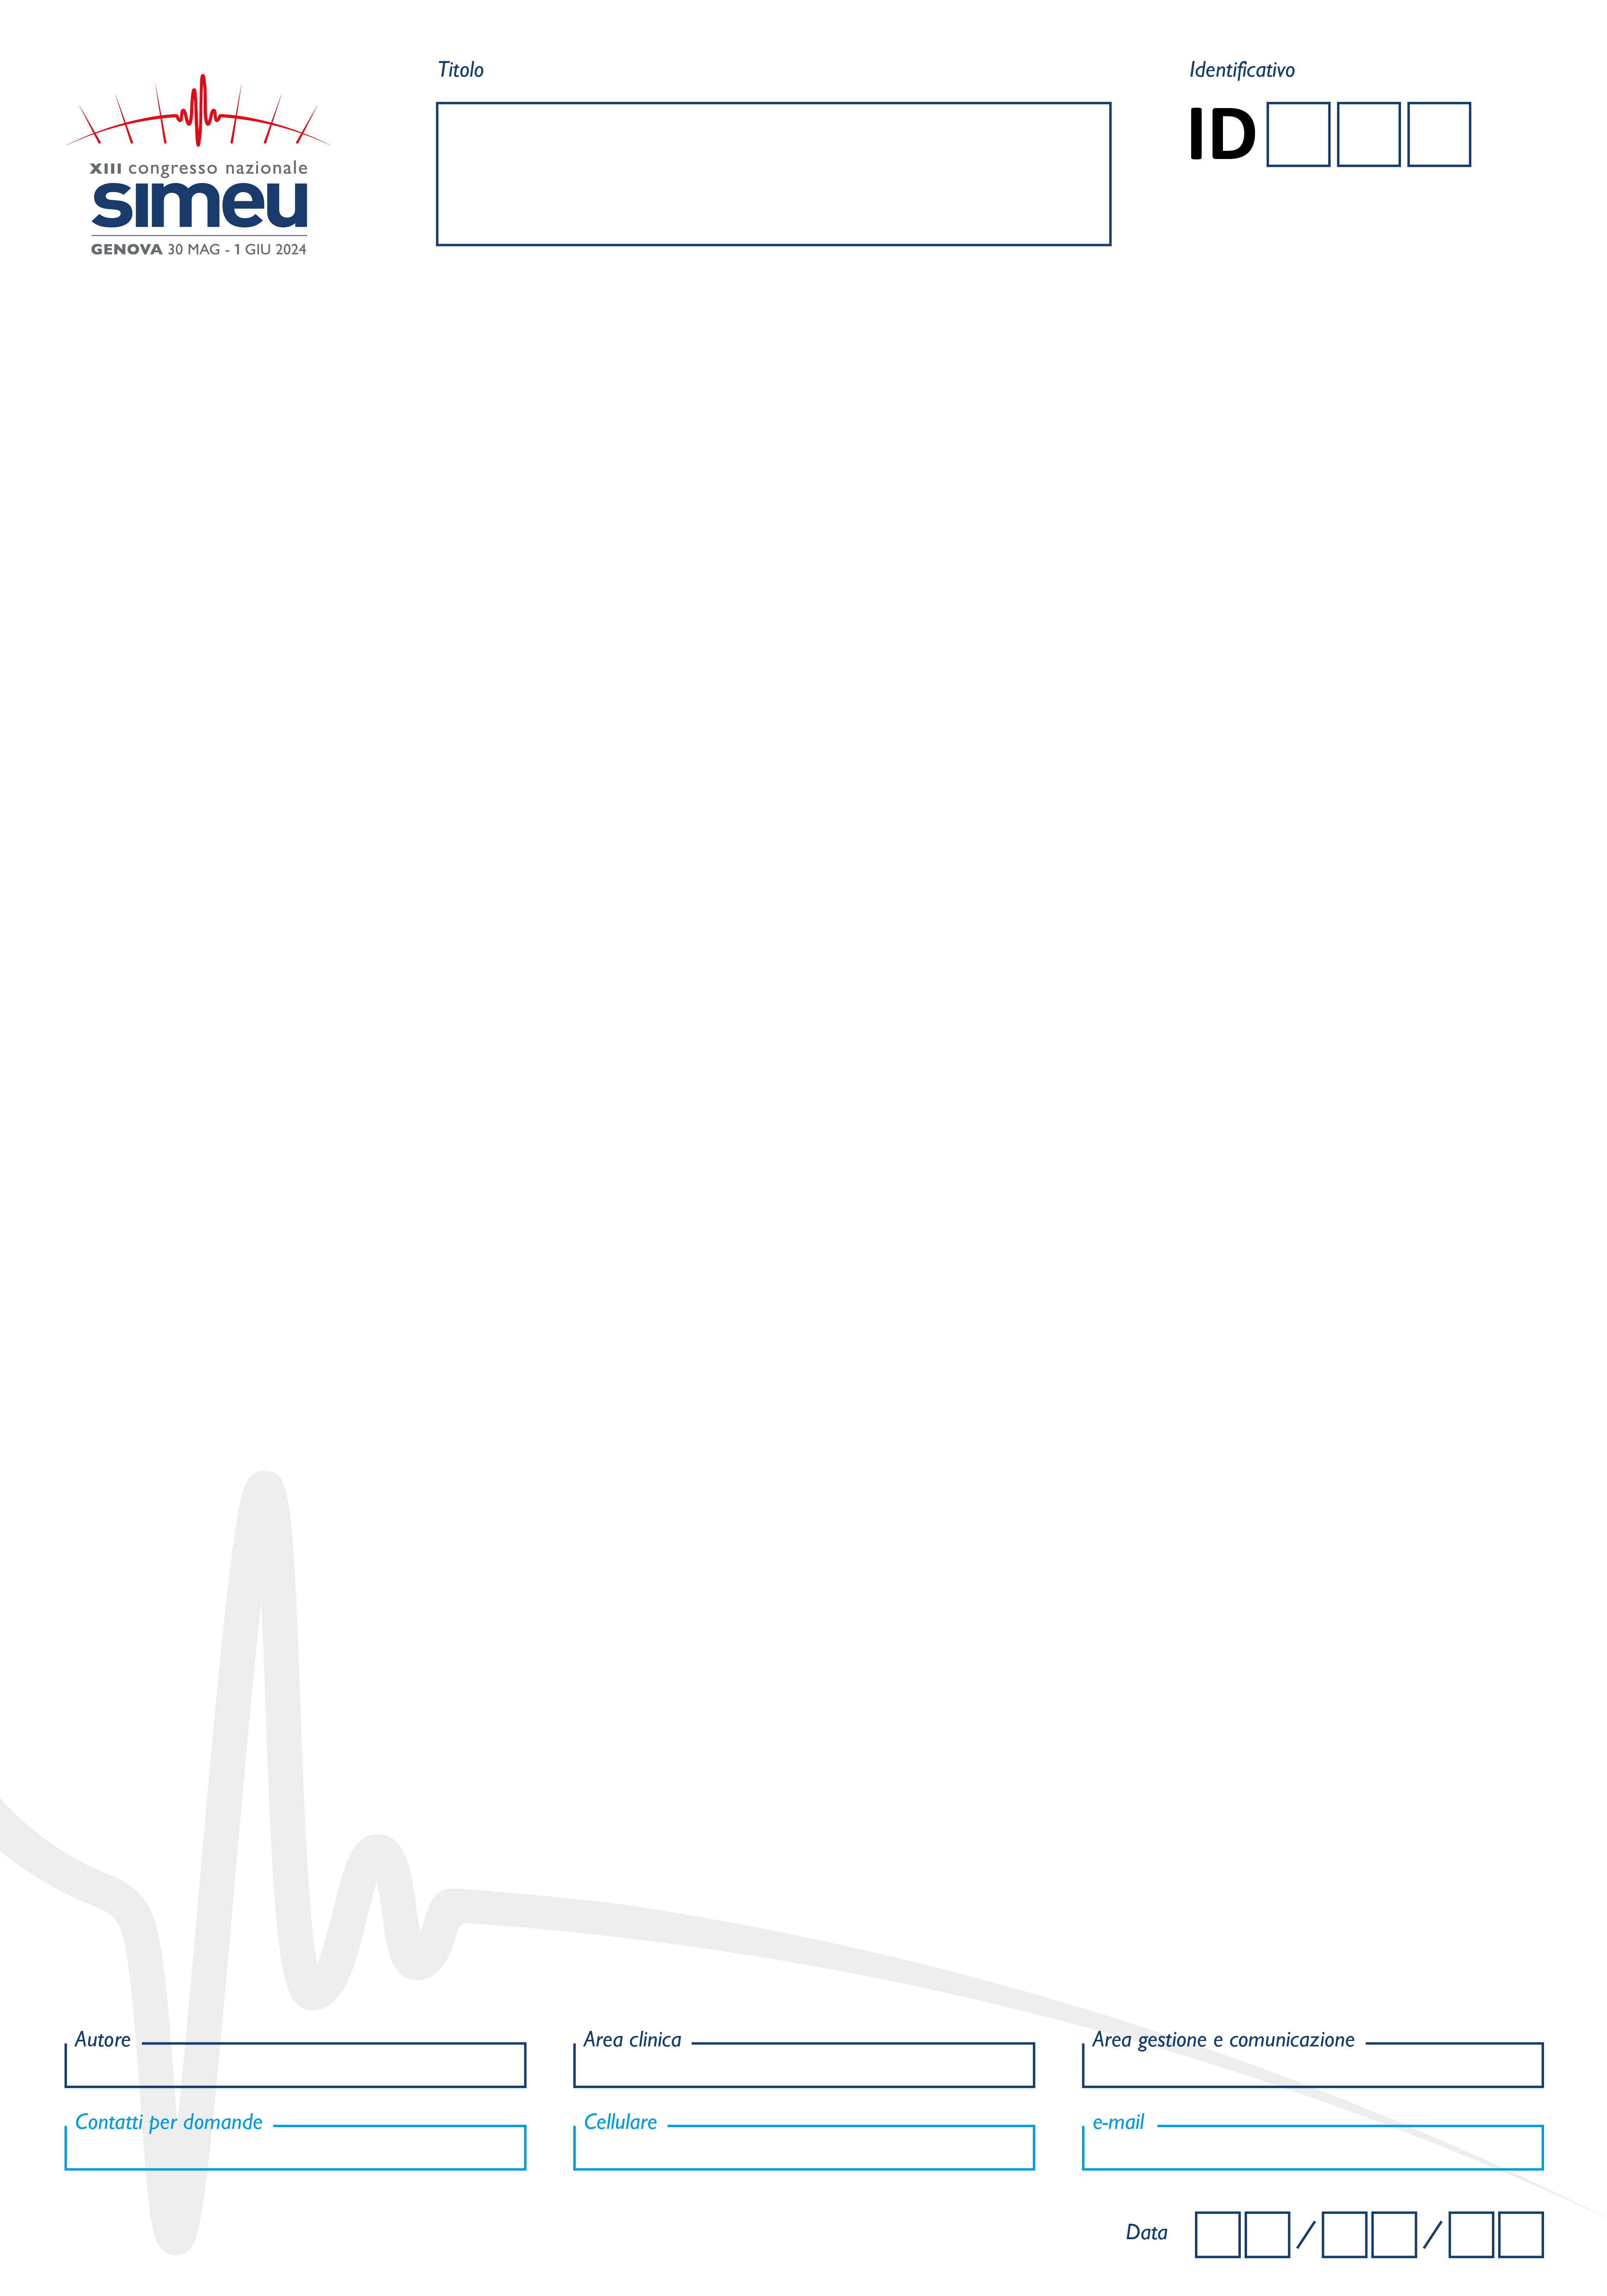 Titolo
Identificativo
ID
XIII congresso nazionale
simeu
GENOVA 30 MAG - 1 GIU 2024
Autore
Area clinica
Area gestione e comunicazione
Contatti per domande
Cellulare
e-mail
Data / /